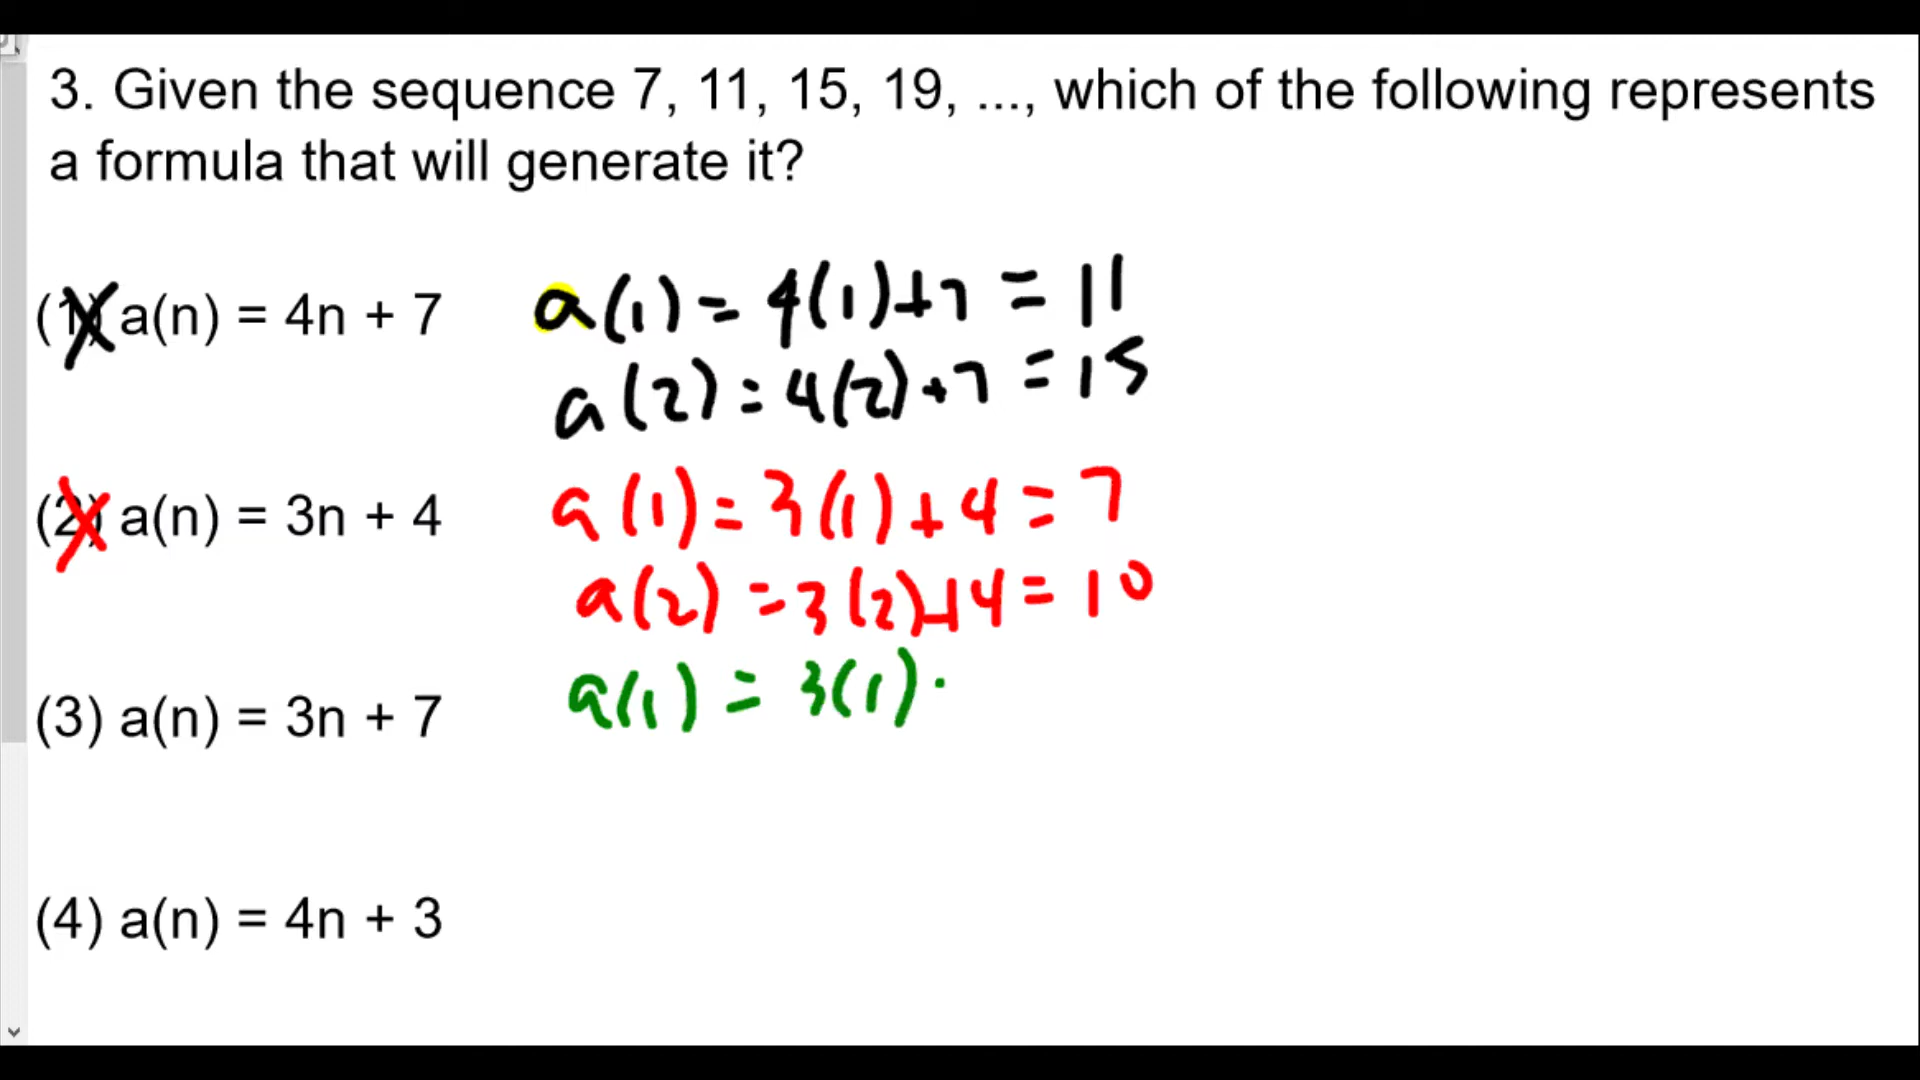 3. Given the sequence 7, 11, 15, 19, ..., which of the following represents
a formula that will generate it?
(1) a(n) = 4n + 7
a(1) = 4(1)+7 = 11
a(2) = 4(2)+7 = 15
(2) a(n) = 3n + 4
a(1) = 3(1)+4 = 7
a(2) = 3(2)+4 = 10
(3) a(n) = 3n + 7
a(1) = 3(1)
(4) a(n) = 4n + 3